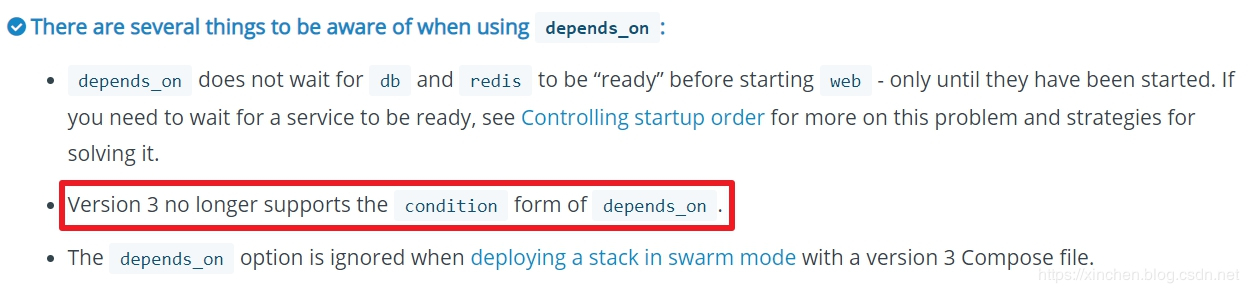 There are several things to be aware of when using depends_on :
depends_on does not wait for db and redis to be “ready” before starting web - only until they have been started. If
you need to wait for a service to be ready, see Controlling startup order for more on this problem and strategies for
solving it.
Version 3 no longer supports the condition form of depends_on .
The depends_on option is ignored when deploying a stack in swarm mode with a version 3 Compose file.
https://xinchen.blog.csdn.net